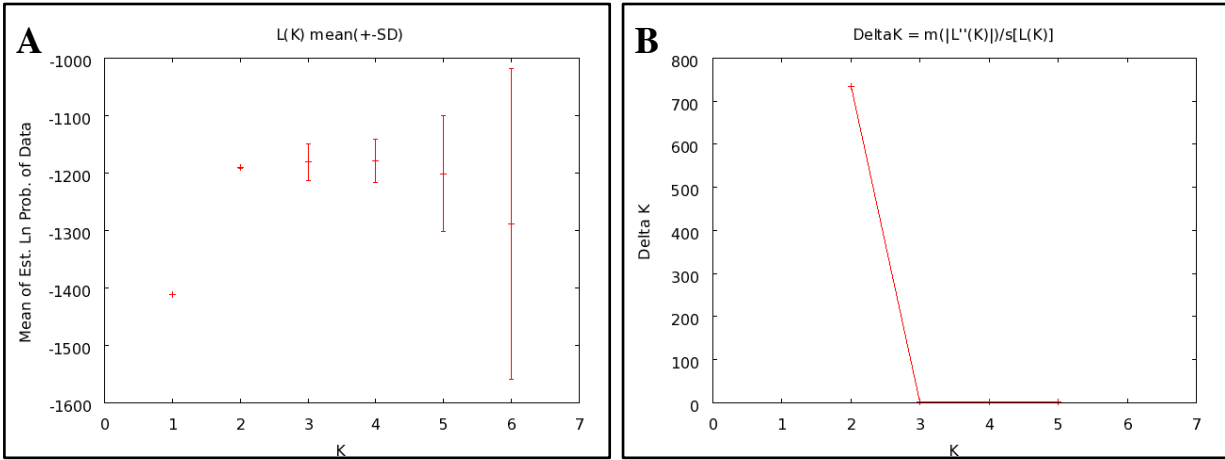 A
L(K) mean(+-SD)
Mean of Est. Ln Prob. of Data
-1000
-1100
-1200
-1300
-1400
-1500
-1600
0 1 2 3 4 5 6 7
K
B
DeltaK = m(|L''(K)|)/s[L(K)]
Delta K
800
700
600
500
400
300
200
100
0
0 1 2 3 4 5 6 7
K